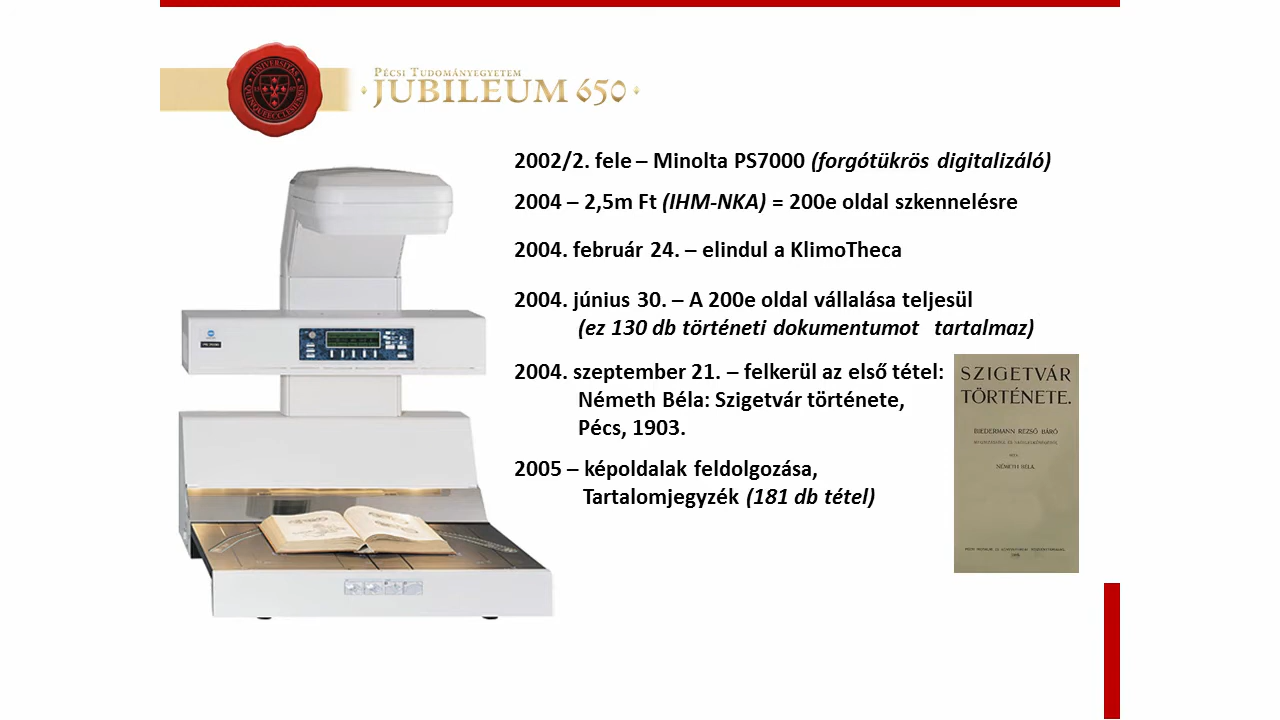 UNIVERSITAS QUINQUEECCLESIENSIS
PÉCSI TUDOMÁNYEGYETEM
JUBILEUM 650
2002/2. fele – Minolta PS7000 (forgótükrös digitalizáló)
2004 – 2,5m Ft (IHM-NKA) = 200e oldal szkennelésre
2004. február 24. – elindul a KlimoTheca
2004. június 30. – A 200e oldal vállalása teljesül
(ez 130 db történeti dokumentumot tartalmaz)
2004. szeptember 21. – felkerül az első tétel:
Németh Béla: Szigetvár története,
Pécs, 1903.
2005 – képoldalak feldolgozása,
Tartalomjegyzék (181 db tétel)
SZIGETVÁR
TÖRTÉNETE.
BIEDERMANN REZSŐ BÁRÓ
NÉMETH BÉLA.